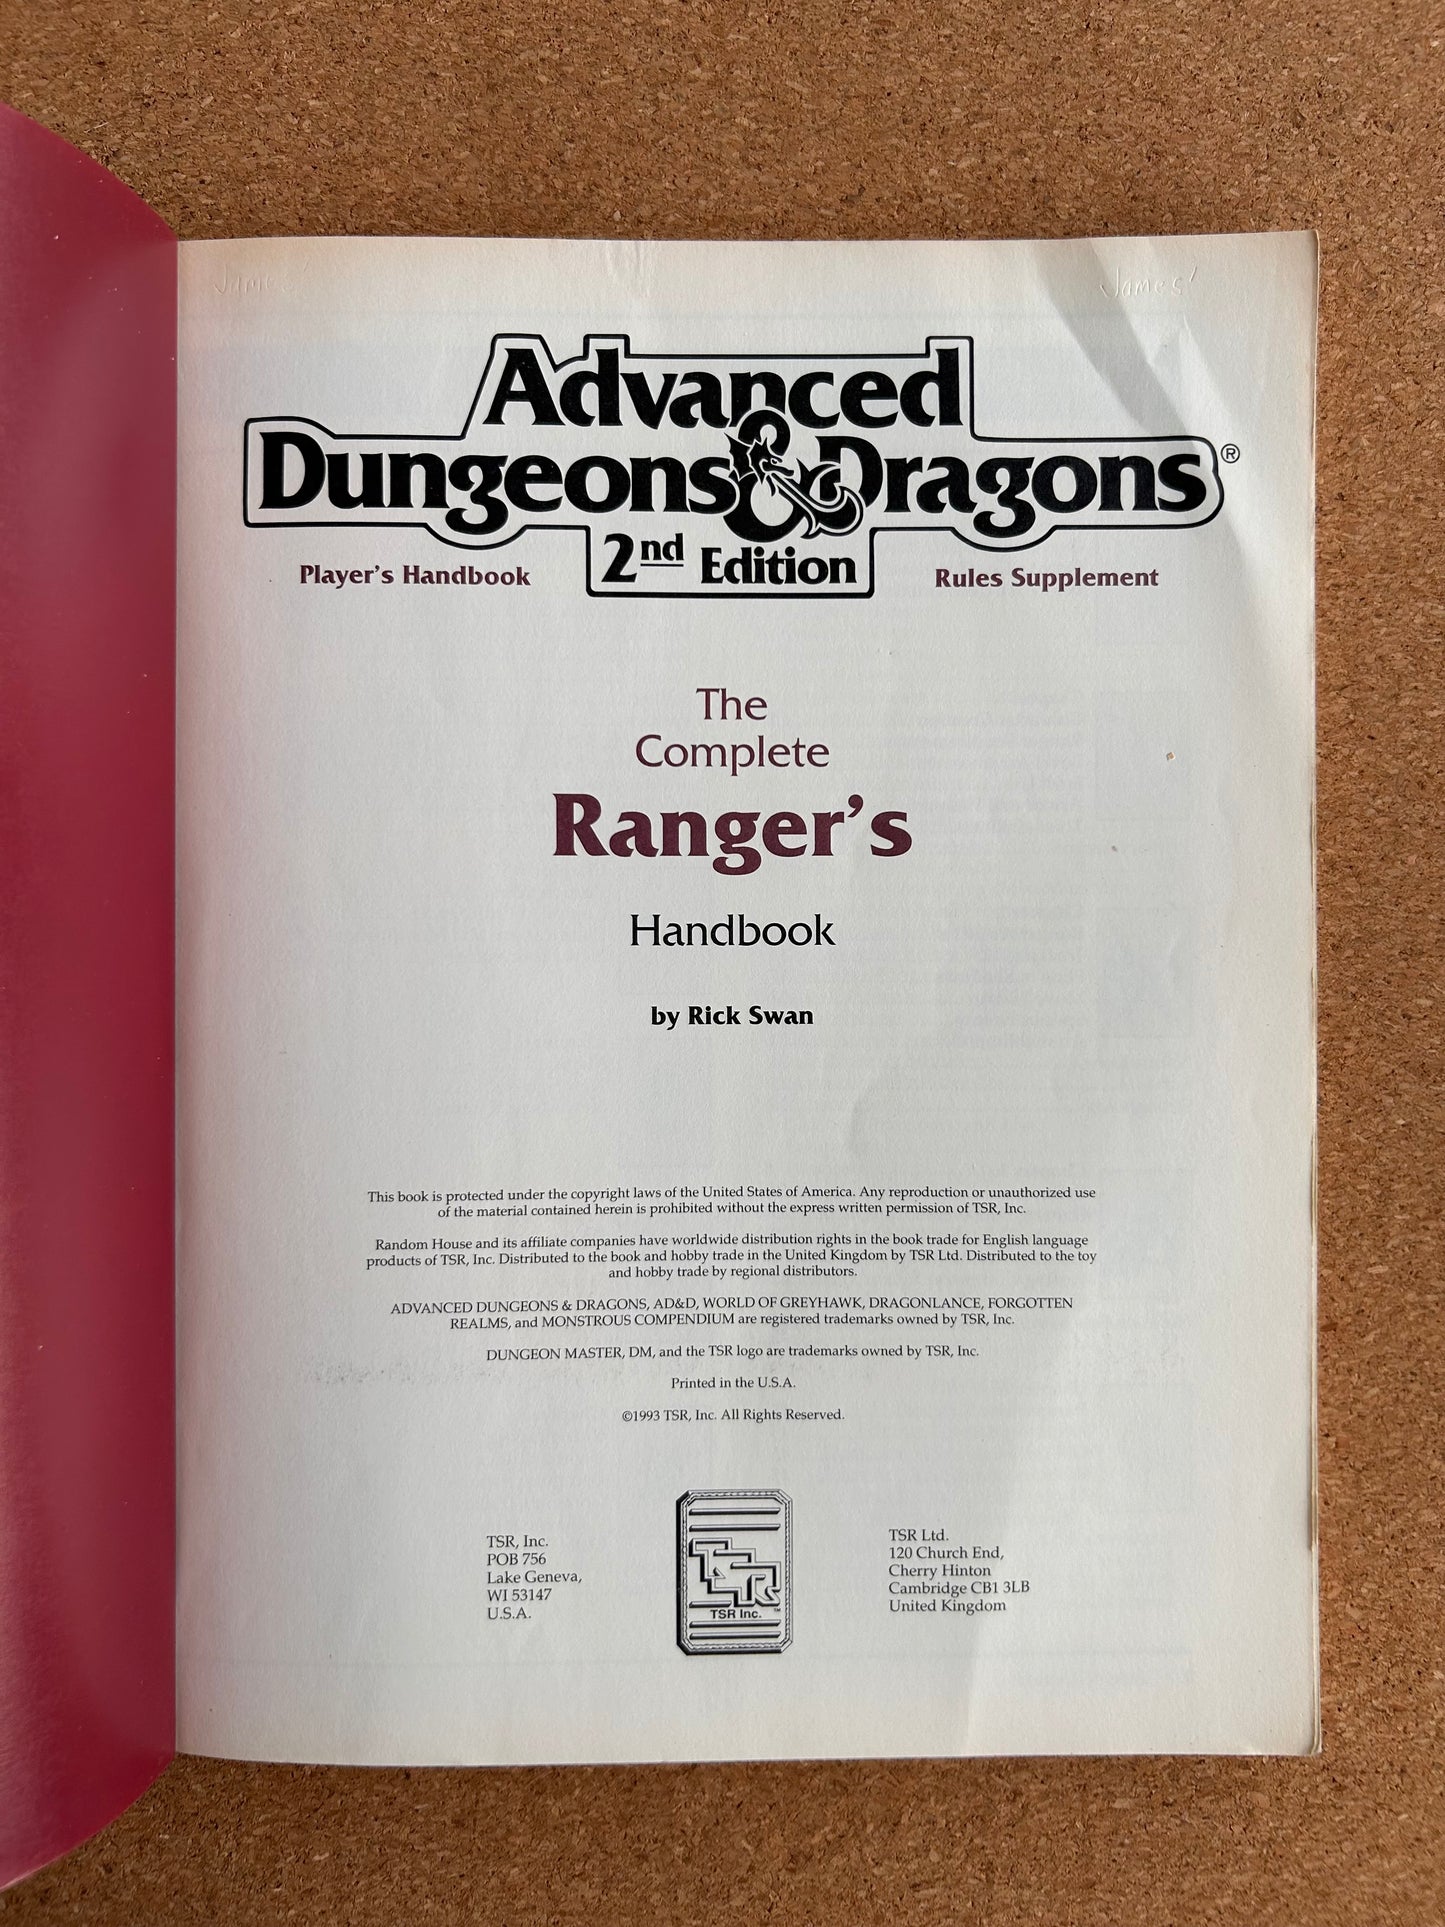 James' James'
Advanced
Dungeons & Dragons®
2nd Edition
Player's Handbook Rules Supplement
The
Complete
Ranger's
Handbook
by Rick Swan
This book is protected under the copyright laws of the United States of America. Any reproduction or unauthorized use
of the material contained herein is prohibited without the express written permission of TSR, Inc.
Random House and its affiliate companies have worldwide distribution rights in the book trade for English language
products of TSR, Inc. Distributed to the book and hobby trade in the United Kingdom by TSR Ltd. Distributed to the toy
and hobby trade by regional distributors.
ADVANCED DUNGEONS & DRAGONS, AD&D, WORLD OF GREYHAWK, DRAGONLANCE, FORGOTTEN
REALMS, and MONSTROUS COMPENDIUM are registered trademarks owned by TSR, Inc.
DUNGEON MASTER, DM, and the TSR logo are trademarks owned by TSR, Inc.
Printed in the U.S.A.
©1993 TSR, Inc. All Rights Reserved.
TSR, Inc.
POB 756
Lake Geneva,
WI 53147
U.S.A.
TSR
TSR Inc.™
TSR Ltd.
120 Church End,
Cherry Hinton
Cambridge CB1 3LB
United Kingdom